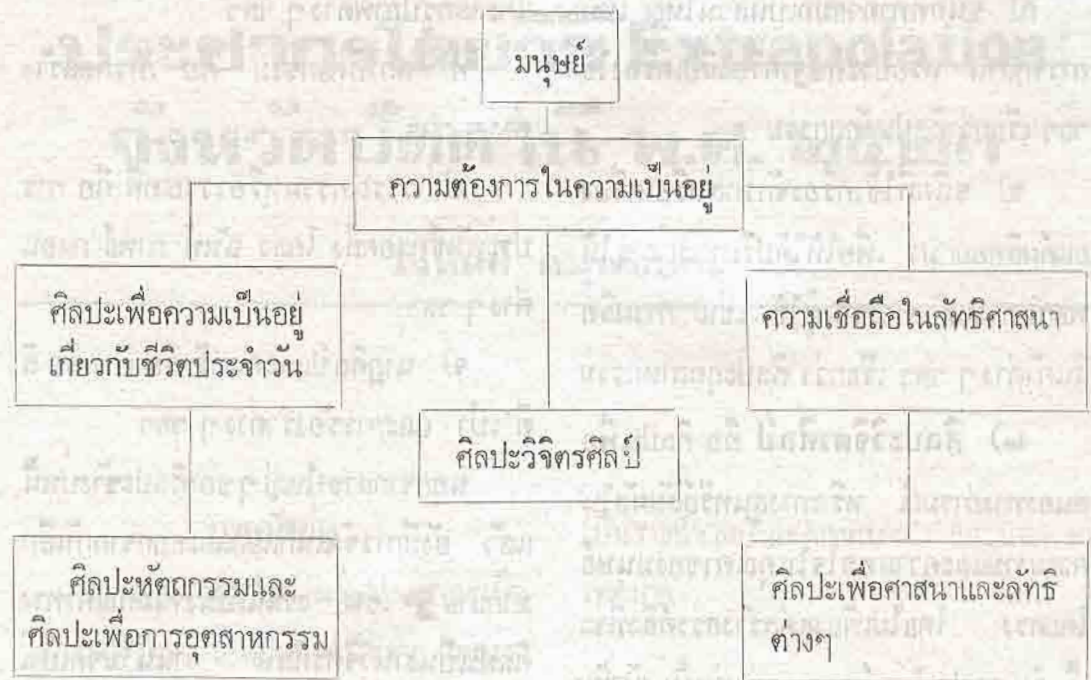 มนุษย์
ความต้องการในความเป็นอยู่
ศิลปะเพื่อความเป็นอยู่
เกี่ยวกับชีวิตประจำวัน
ความเชื่อถือในลัทธิศาสนา
ศิลปะวิจิตรศิลป์
ศิลปะหัตถกรรมและ
ศิลปะเพื่อการอุตสาหกรรม
ศิลปะเพื่อศาสนาและลัทธิ
ต่างๆ